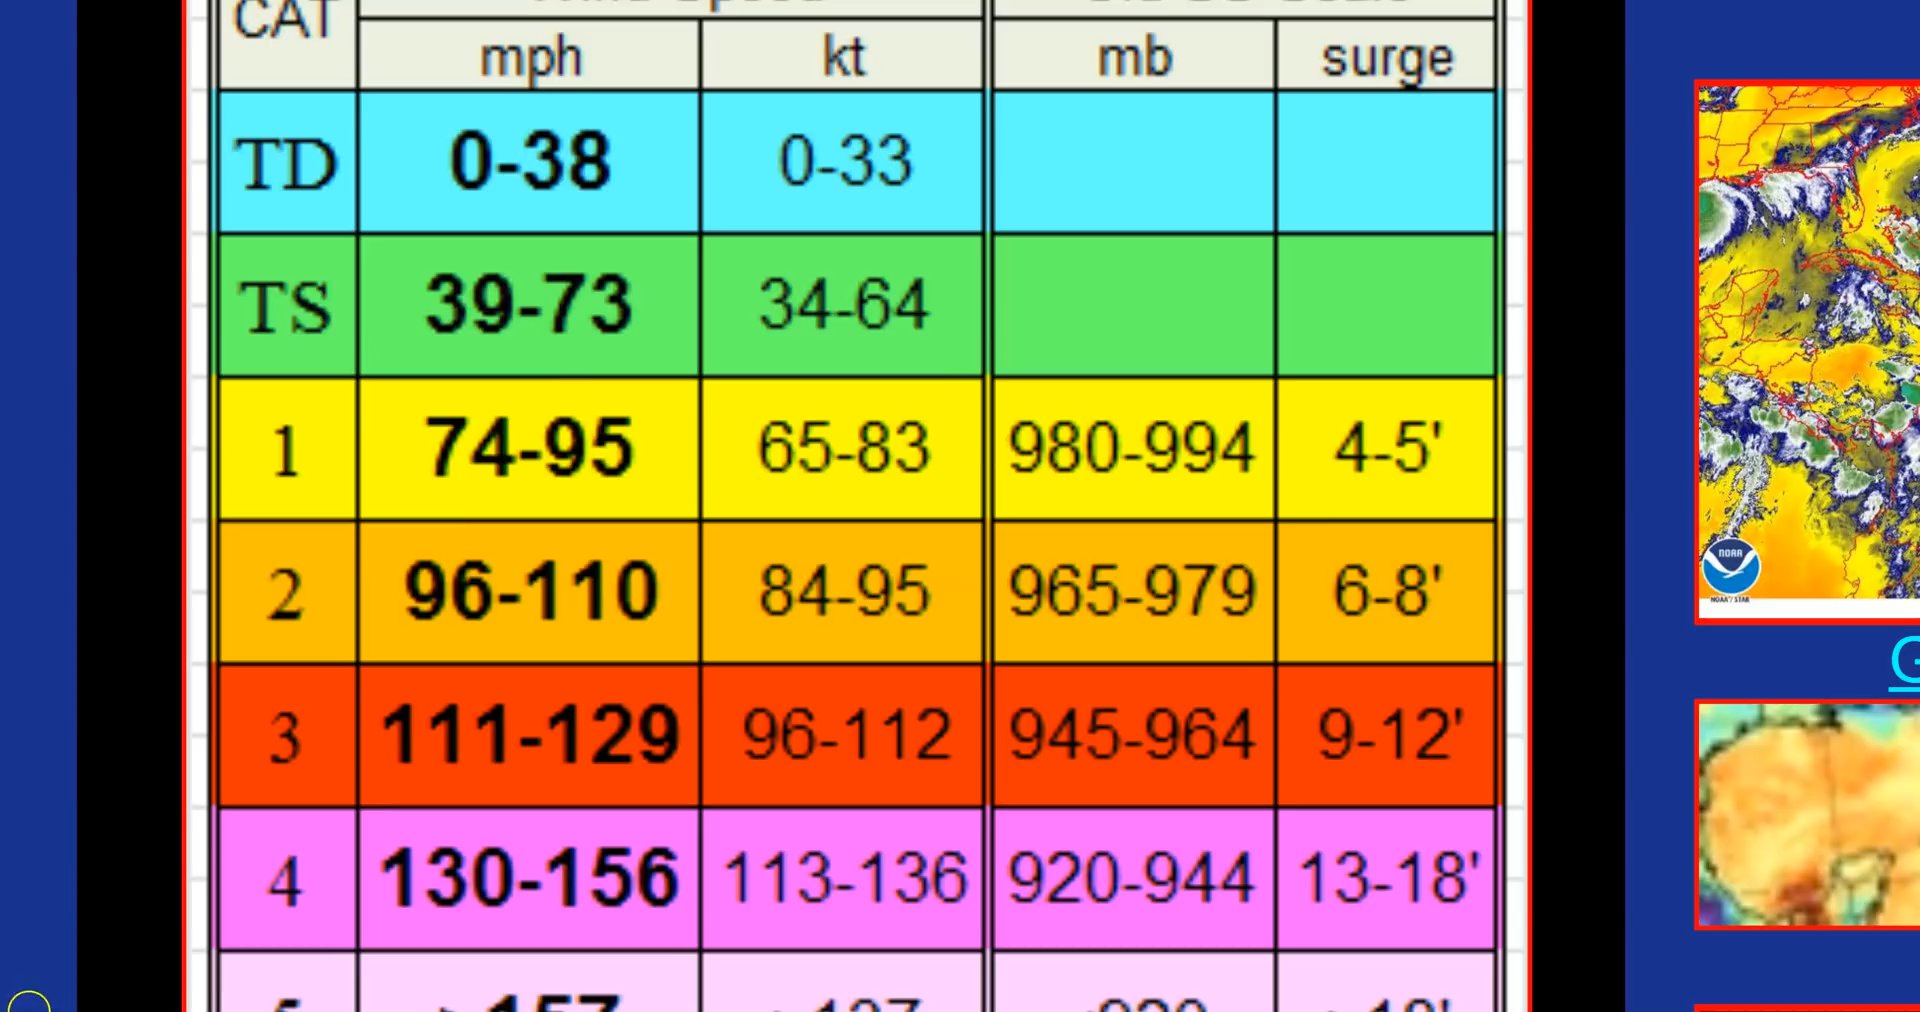 CAT
mph kt mb surge
TD 0-38 0-33
TS 39-73 34-64
1 74-95 65-83 980-994 4-5'
2 96-110 84-95 965-979 6-8'
3 111-129 96-112 945-964 9-12'
4 130-156 113-136 920-944 13-18'
NOAA
NOAA/STAR
G